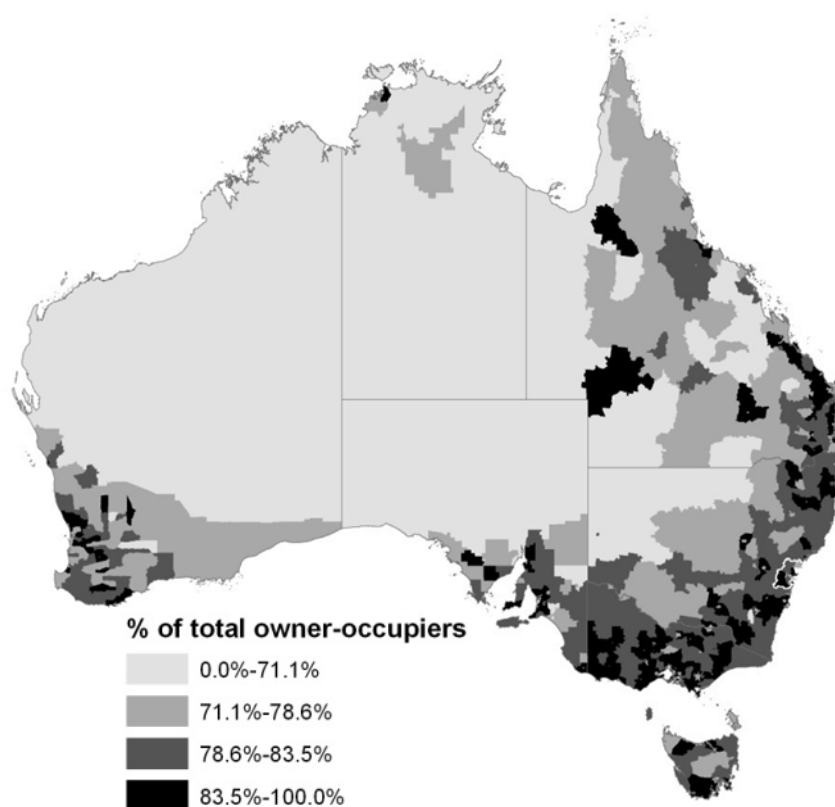 % of total owner-occupiers
0.0%-71.1%
71.1%-78.6%
78.6%-83.5%
83.5%-100.0%